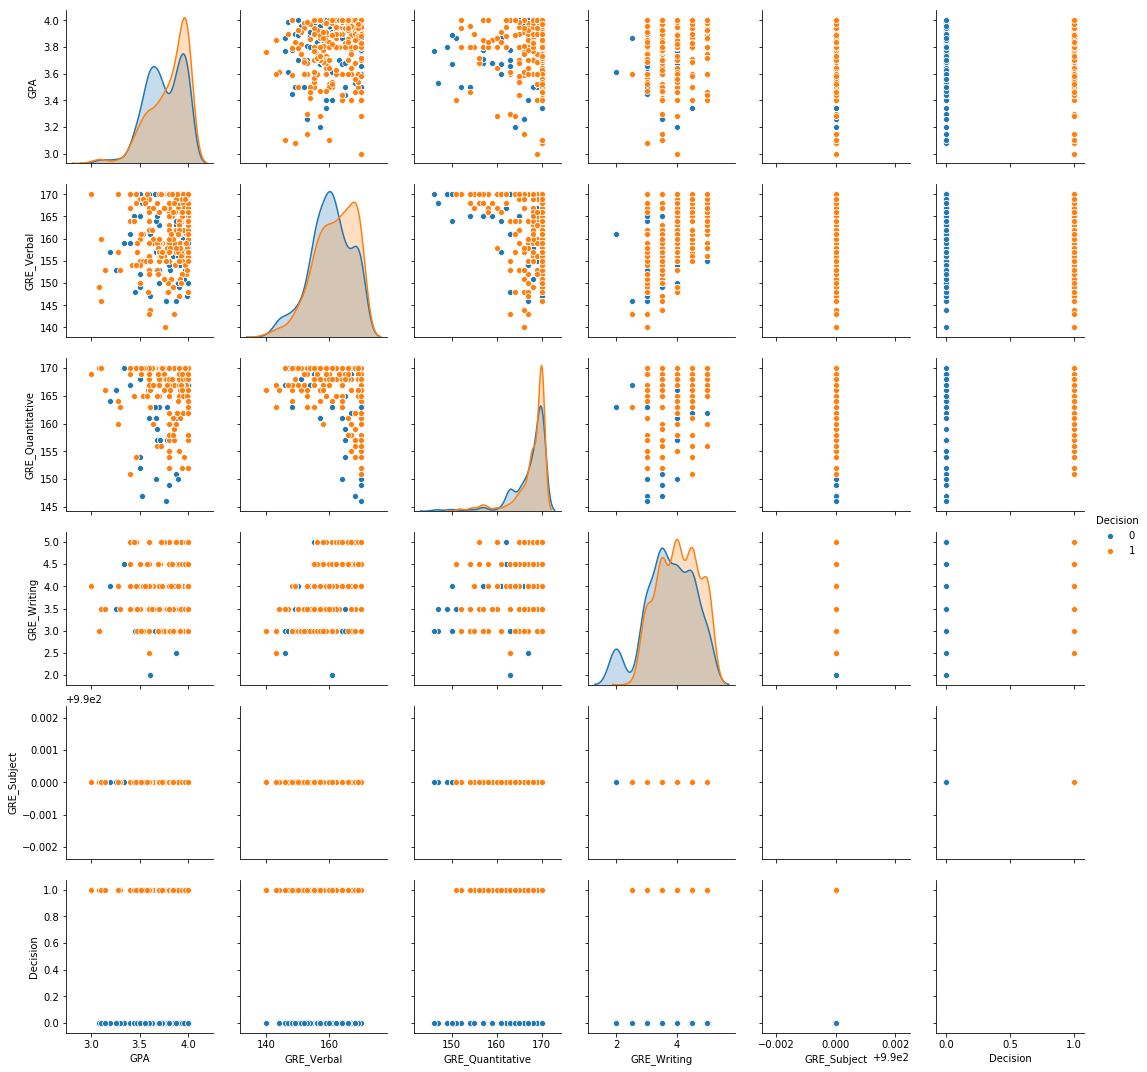 4.0
3.8
3.6
3.4
3.2
3.0
GPA
170
165
160
155
150
145
140
GRE_Verbal
170
165
160
155
150
145
GRE_Quantitative
Decision
0
1
5.0
4.5
4.0
3.5
3.0
2.5
2.0
GRE_Writing
+9.9e2
0.002
0.001
0.000
−0.001
−0.002
GRE_Subject
1.0
0.8
0.6
0.4
0.2
0.0
Decision
3.0 3.5 4.0
GPA
140 160
GRE_Verbal
150 160 170
GRE_Quantitative
2 4
GRE_Writing
−0.002 0.000 0.002
GRE_Subject +9.9e2
0.0 0.5 1.0
Decision